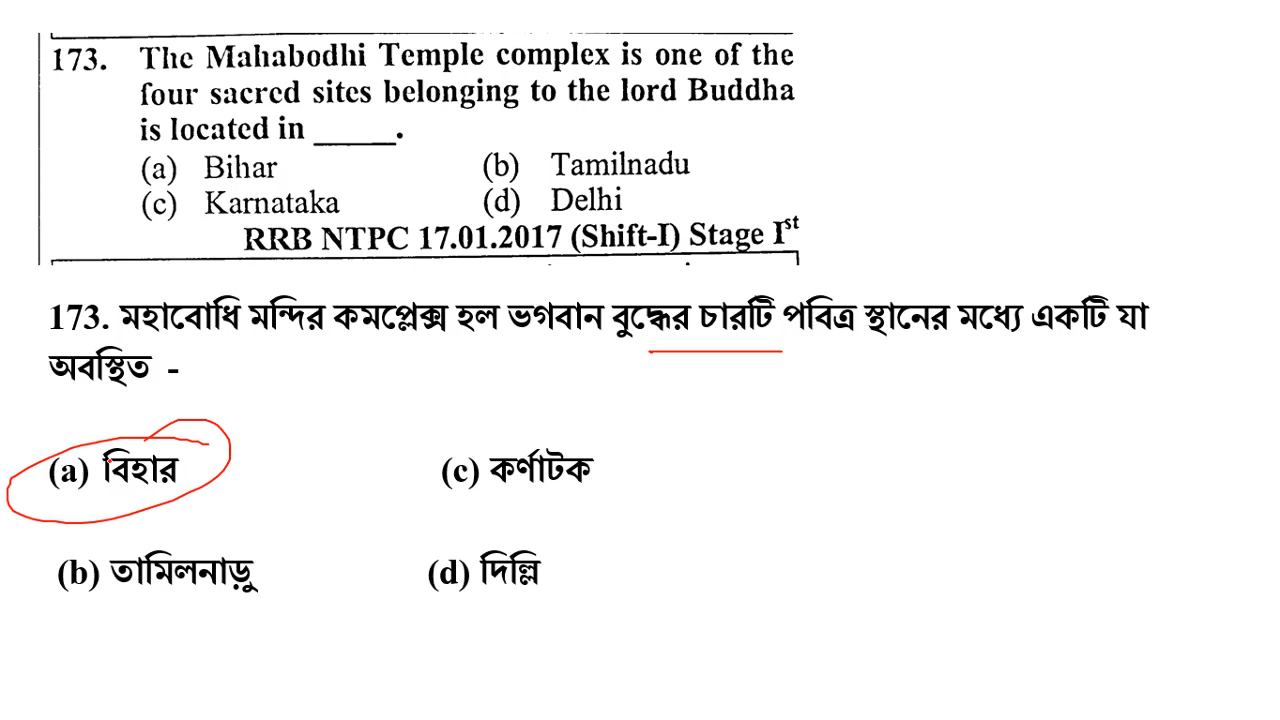 173. The Mahabodhi Temple complex is one of the
four sacred sites belonging to the lord Buddha
is located in _____.
(a) Bihar (b) Tamilnadu
(c) Karnataka (d) Delhi
RRB NTPC 17.01.2017 (Shift-I) Stage Ist
173. মহাবোধি মন্দির কমপ্লেক্স হল ভগবান বুদ্ধের চারটি পবিত্র স্থানের মধ্যে একটি যা
অবস্থিত -
(a) বিহার (c) কর্ণাটক
(b) তামিলনাড়ু (d) দিল্লি